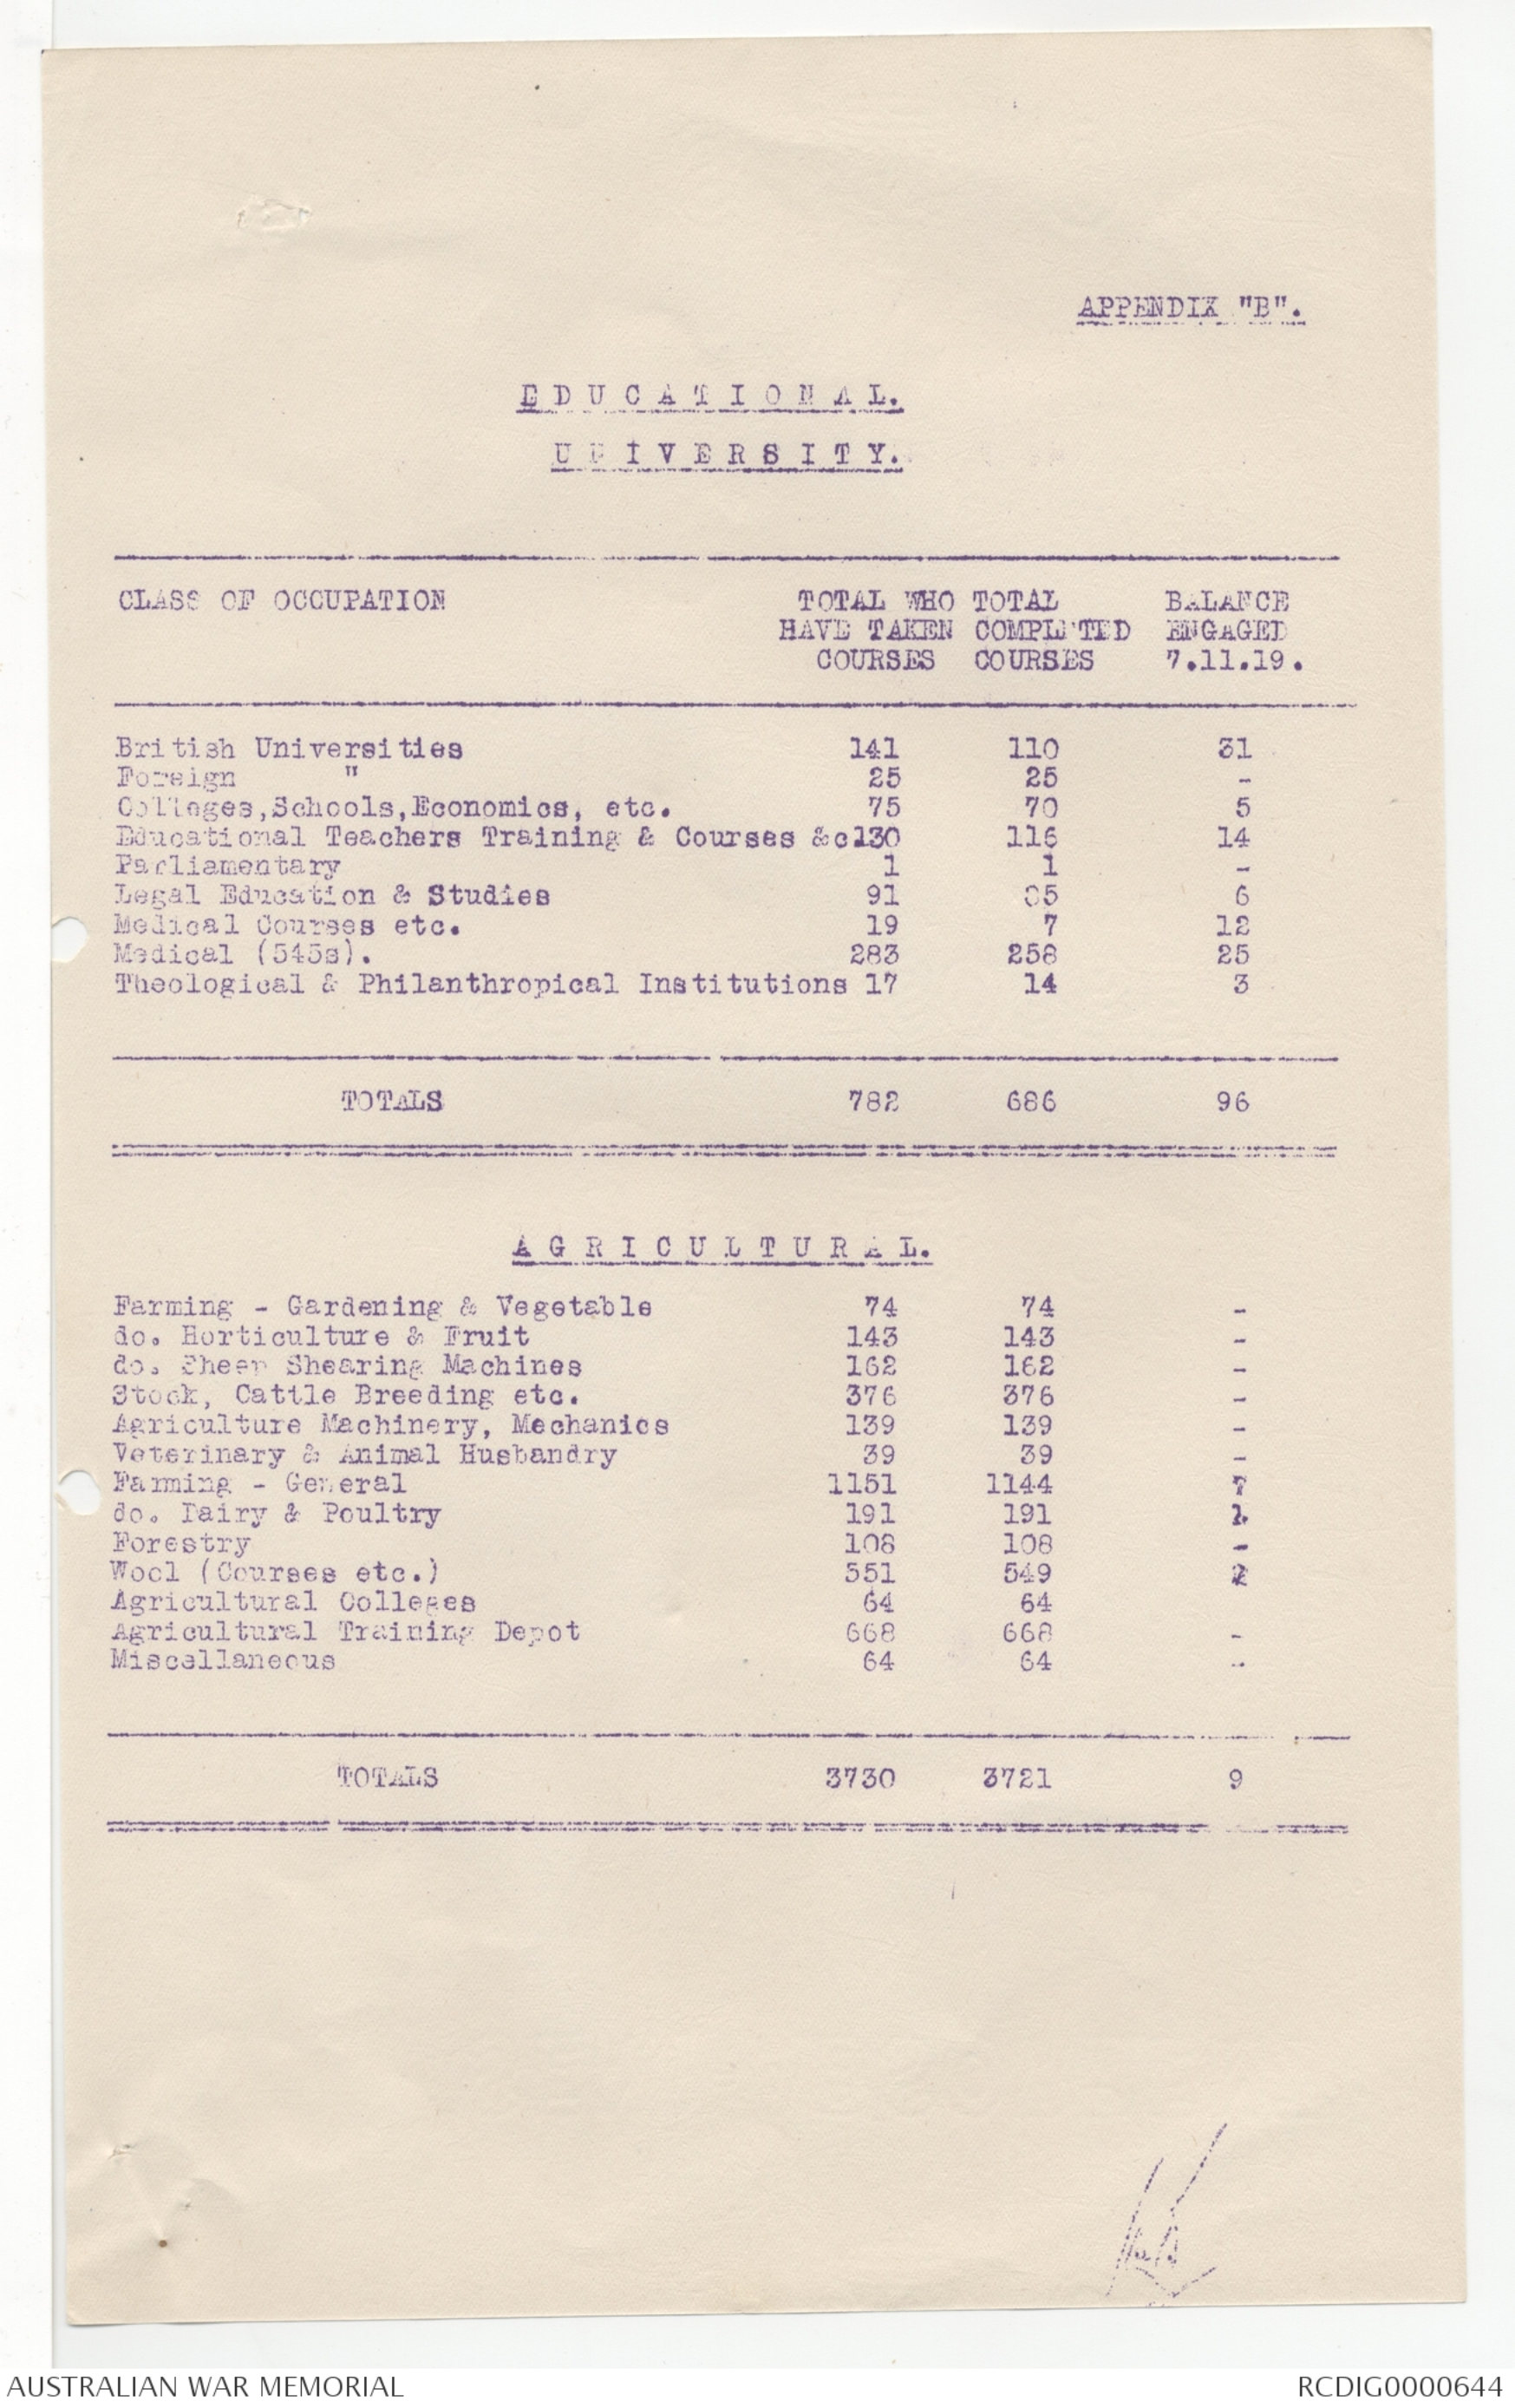 APPENDIX "B".
EDUCATIONAL.
UNIVERSITY.
CLASS OF OCCUPATION TOTAL WHO TOTAL BALANCE
HAVE TAKEN COMPLETED ENGAGED
COURSES COURSES 7.11.19.
British Universities 141 110 31
Foreign " 25 25 -
Colleges,Schools,Economics, etc. 75 70 5
Educational Teachers Training & Courses &c.130 116 14
Parliamentary 1 1 -
Legal Education & Studies 91 85 6
Medical Courses etc. 19 7 12
Medical (545s). 283 258 25
Theological & Philanthropical Institutions 17 14 3
TOTALS 782 686 96
AGRICULTURAL.
Farming - Gardening & Vegetable 74 74 -
do. Horticulture & Fruit 143 143 -
do. Sheep Shearing Machines 162 162 -
Stock, Cattle Breeding etc. 376 376 -
Agriculture Machinery, Mechanics 139 139 -
Veterinary & Animal Husbandry 39 39 -
Farming - General 1151 1144 7
do. Dairy & Poultry 191 191
Forestry 108 108 -
Wool (Courses etc.) 551 549 2
Agricultural Colleges 64 64
Agricultural Training Depot 668 668 -
Miscellaneous 64 64 -
TOTALS 3730 3721 9
AUSTRALIAN WAR MEMORIAL RCDIG0000644